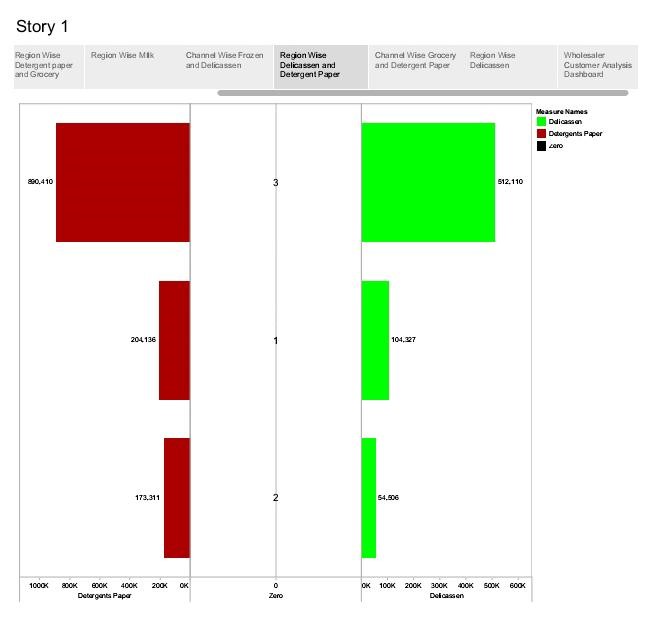 Story 1
Region Wise
Detergent paper
and Grocery
Region Wise Milk
Channel Wise Frozen
and Delicassen
Region Wise
Delicassen and
Detergent Paper
Channel Wise Grocery
and Detergent Paper
Region Wise
Delicassen
Wholesaler
Customer Analysis
Dashboard
Measure Names
Delicassen
Detergents Paper
Zero
890,410
3
512,110
204,136
1
104,327
173,311
2
54,506
1000K 800K 600K 400K 200K 0K
0
0K 100K 200K 300K 400K 500K 600K
Detergents Paper
Zero
Delicassen